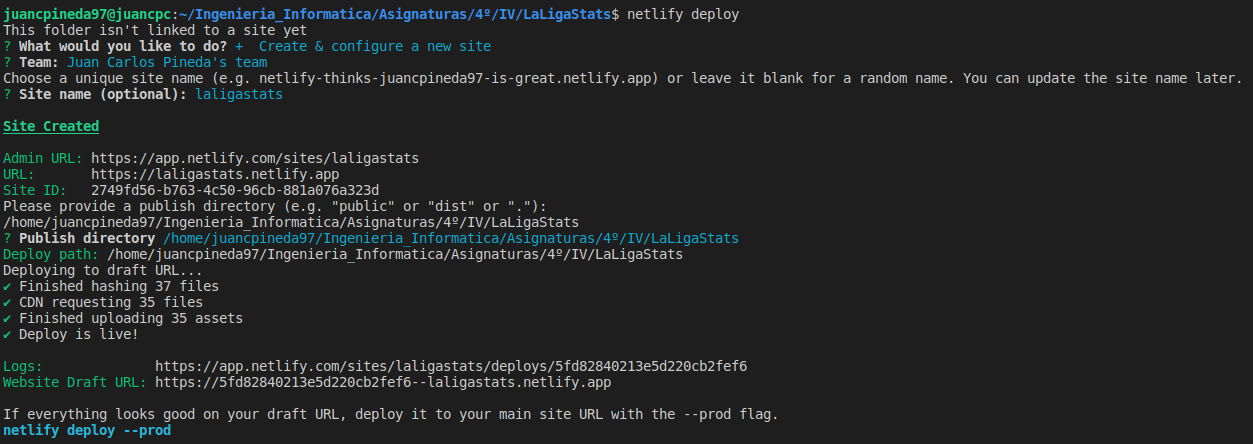 juancpineda97@juancpc:~/Ingenieria_Informatica/Asignaturas/4º/IV/LaLigaStats$ netlify deploy
This folder isn't linked to a site yet
? What would you like to do? + Create & configure a new site
? Team: Juan Carlos Pineda's team
Choose a unique site name (e.g. netlify-thinks-juancpineda97-is-great.netlify.app) or leave it blank for a random name. You can update the site name later.
? Site name (optional): laligastats
Site Created
Admin URL: https://app.netlify.com/sites/laligastats
URL: https://laligastats.netlify.app
Site ID: 2749fd56-b763-4c50-96cb-881a076a323d
Please provide a publish directory (e.g. "public" or "dist" or "."):
/home/juancpineda97/Ingenieria_Informatica/Asignaturas/4º/IV/LaLigaStats
? Publish directory /home/juancpineda97/Ingenieria_Informatica/Asignaturas/4º/IV/LaLigaStats
Deploy path: /home/juancpineda97/Ingenieria_Informatica/Asignaturas/4º/IV/LaLigaStats
Deploying to draft URL...
✔ Finished hashing 37 files
✔ CDN requesting 35 files
✔ Finished uploading 35 assets
✔ Deploy is live!
Logs: https://app.netlify.com/sites/laligastats/deploys/5fd82840213e5d220cb2fef6
Website Draft URL: https://5fd82840213e5d220cb2fef6--laligastats.netlify.app
If everything looks good on your draft URL, deploy it to your main site URL with the --prod flag.
netlify deploy --prod